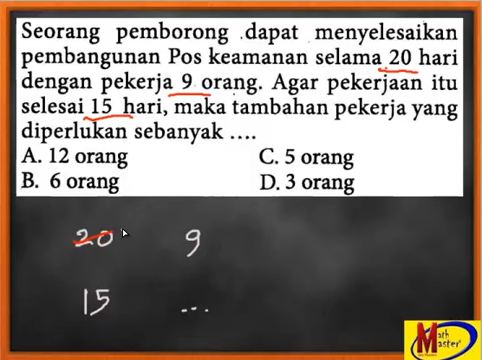 Seorang pemborong dapat menyelesaikan
pembangunan Pos keamanan selama 20 hari
dengan pekerja 9 orang. Agar pekerjaan itu
selesai 15 hari, maka tambahan pekerja yang
diperlukan sebanyak ....
A. 12 orang C. 5 orang
B. 6 orang D. 3 orang
20 9
15 ...
Math
Master